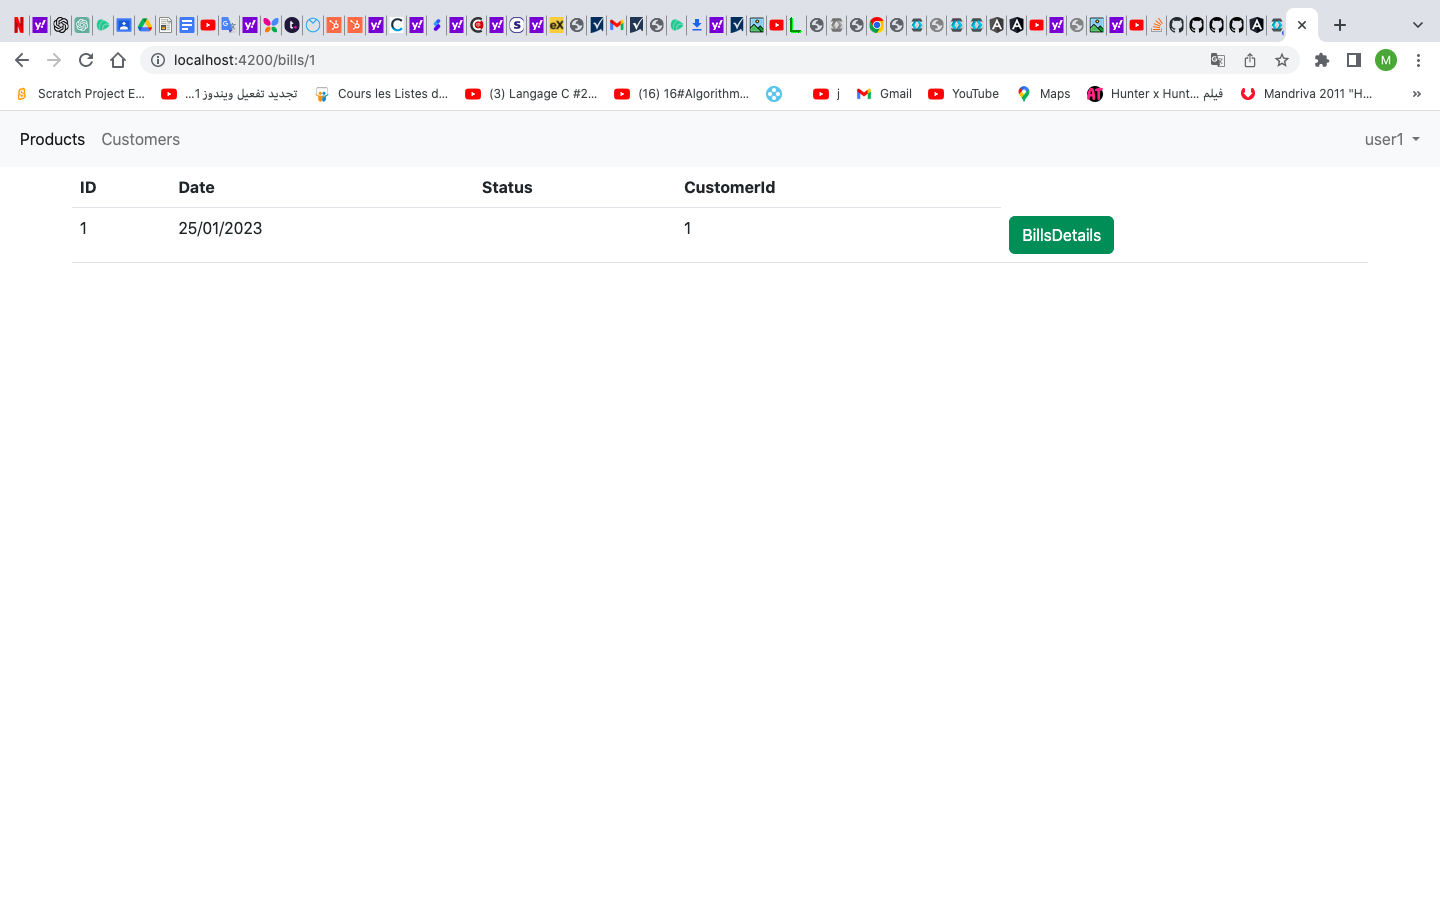 localhost:4200/bills/1
M
Scratch Project E...
تجديد تفعيل ويندوز 1...
Cours les Listes d...
(3) Langage C #2...
(16) 16#Algorithm...
j
Gmail
YouTube
Maps
Hunter x Hunt... فيلم
Mandriva 2011 "H...
»
Products Customers
user1
ID Date Status CustomerId
1 25/01/2023 1 BillsDetails